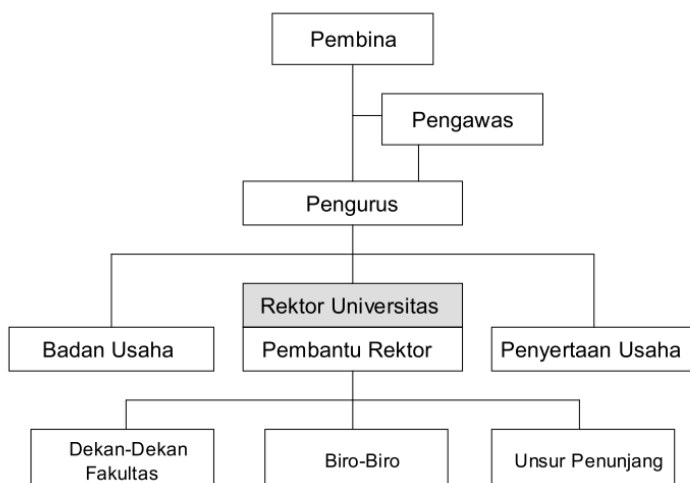 Pembina
Pengawas
Pengurus
Rektor Universitas
Badan Usaha
Pembantu Rektor
Penyertaan Usaha
Dekan-Dekan
Fakultas
Biro-Biro
Unsur Penunjang